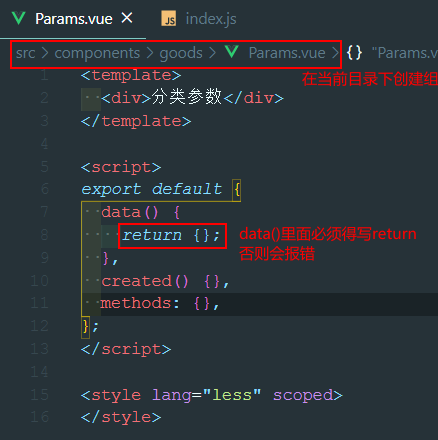 Params.vue × JS index.js
src > components > goods > Params.vue > {} "Params.v
在当前目录下创建组
1 <template>
2 <div>分类参数</div>
3 </template>
4
5 <script>
6 export default {
7 data() {
8 return {};
data()里面必须得写return
否则会报错
9 },
10 created() {},
11 methods: {},
12 };
13 </script>
14
15 <style lang="less" scoped>
16 </style>